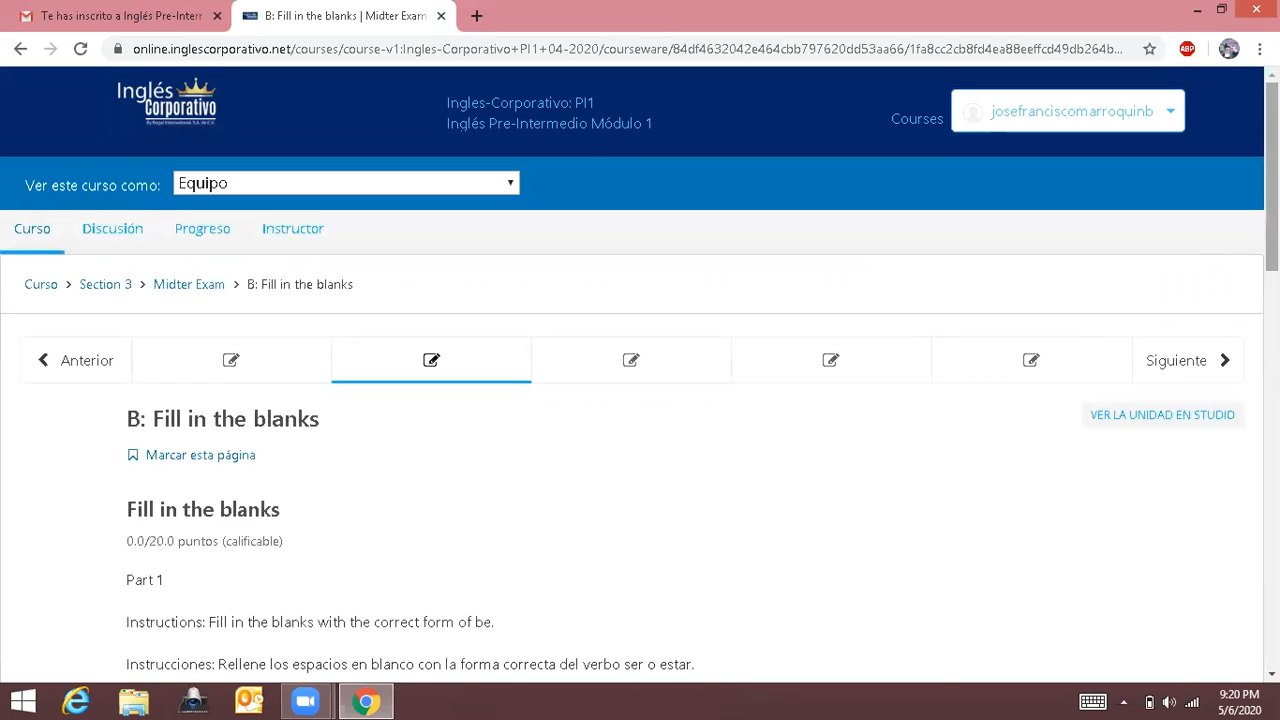 Te has inscrito a Inglés Pre-Interr
B: Fill in the blanks | Midter Exam
online.inglescorporativo.net/courses/course-v1:Ingles-Corporativo+PI1+04-2020/courseware/84df4632042e464cbb797620dd53aa66/1fa8cc2cb8fd4ea88eeffcd49db264b...
ABP
Inglés
Corporativo
Ingles-Corporativo: PI1
Inglés Pre-Intermedio Módulo 1
Courses
josefranciscomarroquinb
Ver este curso como:
Equipo
Curso
Discusión
Progreso
Instructor
Curso > Section 3 > Midter Exam > B: Fill in the blanks
Anterior
Siguiente
B: Fill in the blanks
VER LA UNIDAD EN STUDIO
Marcar esta página
Fill in the blanks
0.0/20.0 puntos (calificable)
Part 1
Instructions: Fill in the blanks with the correct form of be.
Instrucciones: Rellene los espacios en blanco con la forma correcta del verbo ser o estar.
9:20 PM
5/6/2020